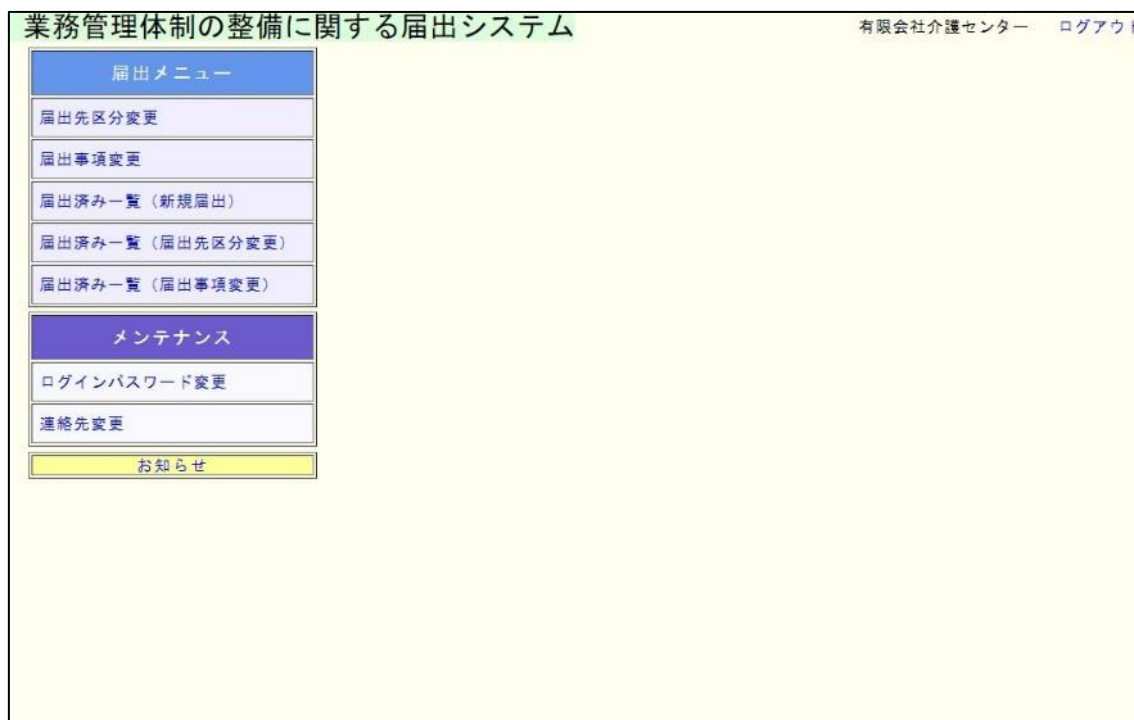 業務管理体制の整備に関する届出システム
有限会社介護センター ログアウト
届出メニュー
届出先区分変更
届出事項変更
届出済み一覧（新規届出）
届出済み一覧（届出先区分変更）
届出済み一覧（届出事項変更）
メンテナンス
ログインパスワード変更
連絡先変更
お知らせ